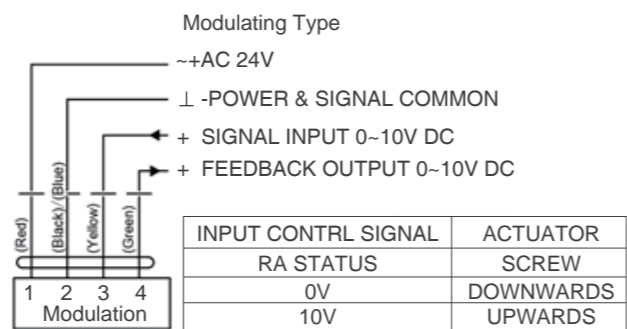 Modulating Type
~+AC 24V
⊥ -POWER & SIGNAL COMMON
+ SIGNAL INPUT 0~10V DC
+ FEEDBACK OUTPUT 0~10V DC
(Red)
(Black)/(Blue)
(Yellow)
(Green)
1 2 3 4
Modulation
INPUT CONTRL SIGNAL ACTUATOR
RA STATUS SCREW
0V DOWNWARDS
10V UPWARDS